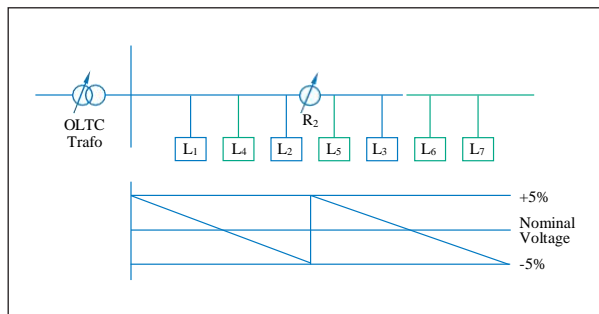 OLTC
Trafo
R₂
L₁
L₄
L₂
L₅
L₃
L₆
L₇
+5%
Nominal
Voltage
-5%